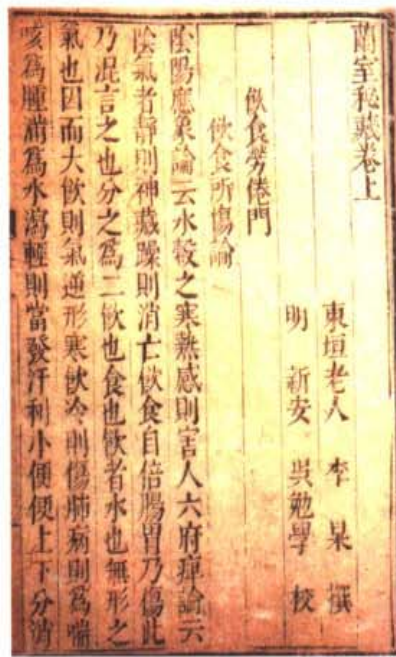 蘭室秘藏卷上
東垣老人 李杲 撰
明 新安 吳勉學 校
飲食勞倦門
飲食所傷論
陰陽應象論云水穀之寒熱感則害人六府痺論云
陰氣者靜則神藏躁則消亡飲食自倍腸胃乃傷此
乃混言之也分之為二飲也食也飲者水也無形之
氣也因而大飲則氣逆形寒飲冷則傷肺病則為喘
咳為腫滿為水瀉輕則當發汗利小便使上下分消